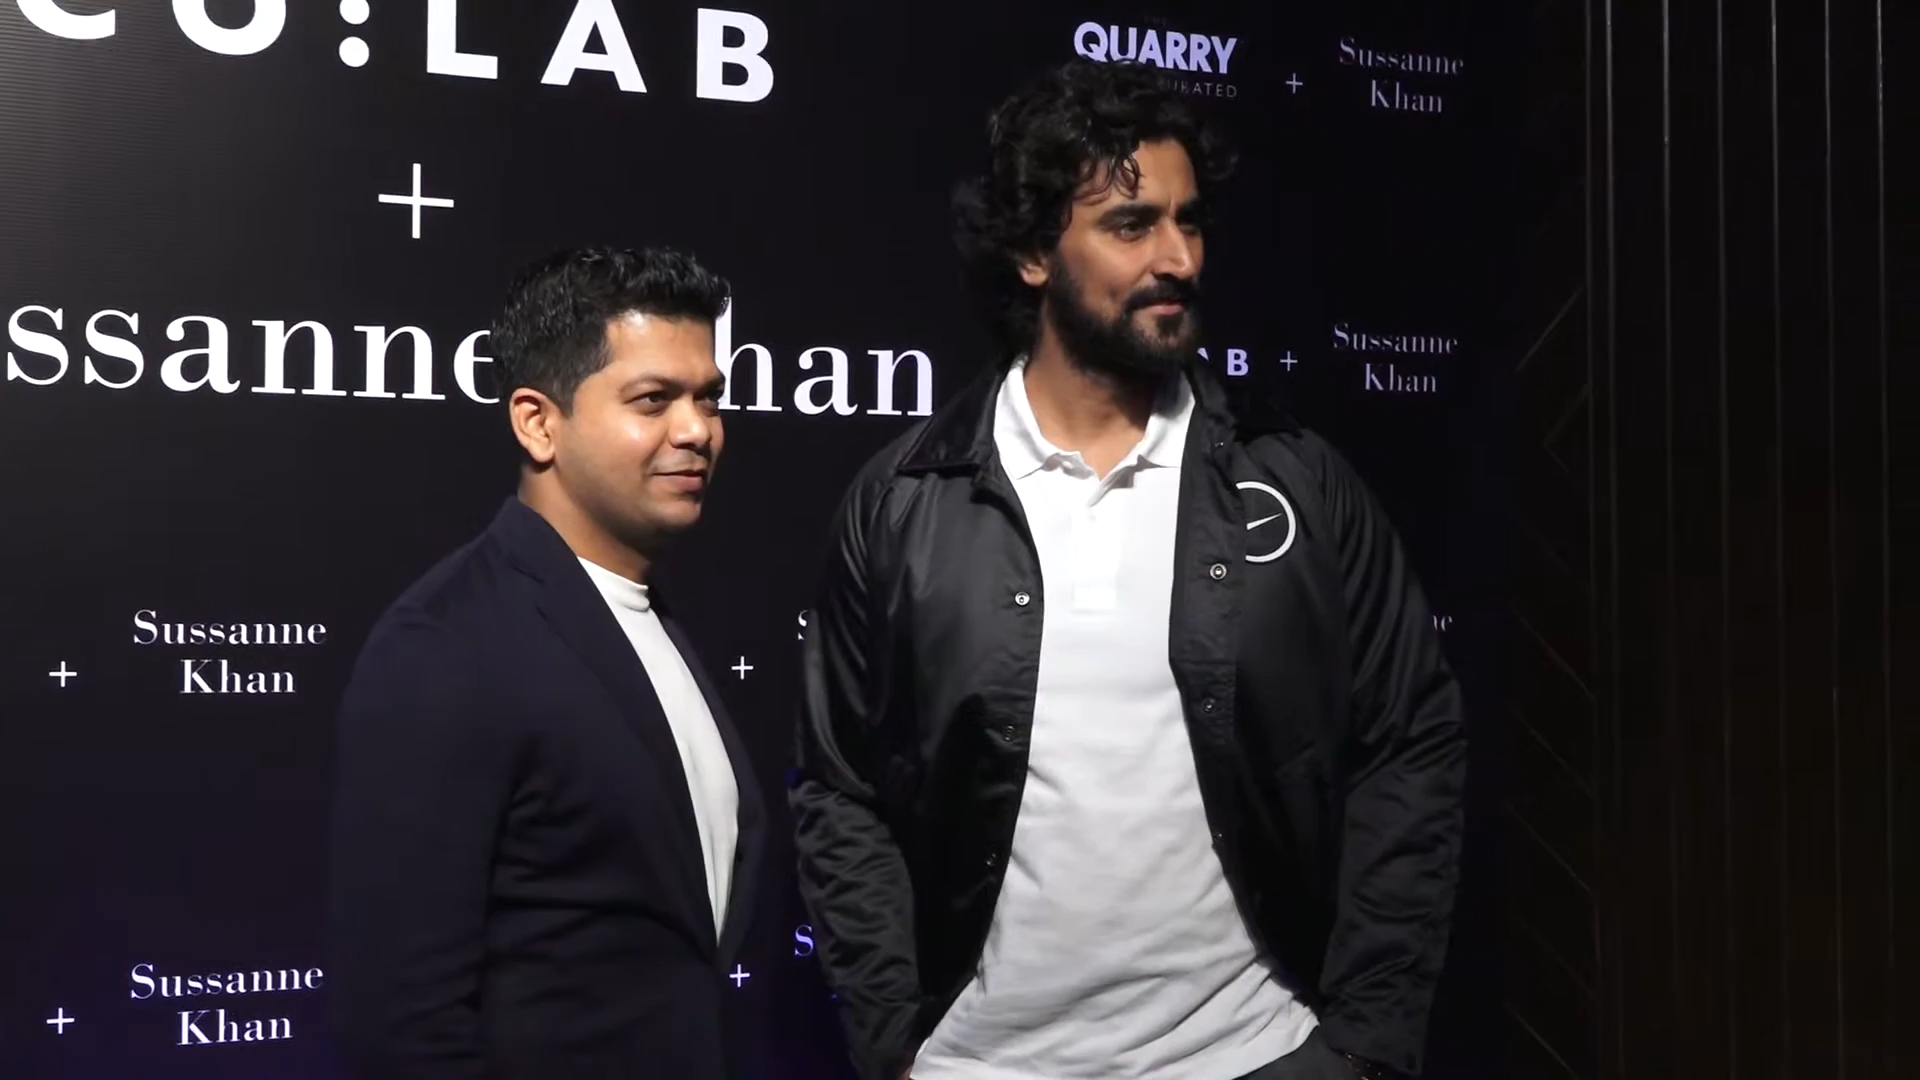 CO:LAB
+
ssanne han
QUARRY
+
Sussanne
Khan
AB
+
Sussanne
Khan
+
Sussanne
Khan
+
+
Sussanne
Khan
+